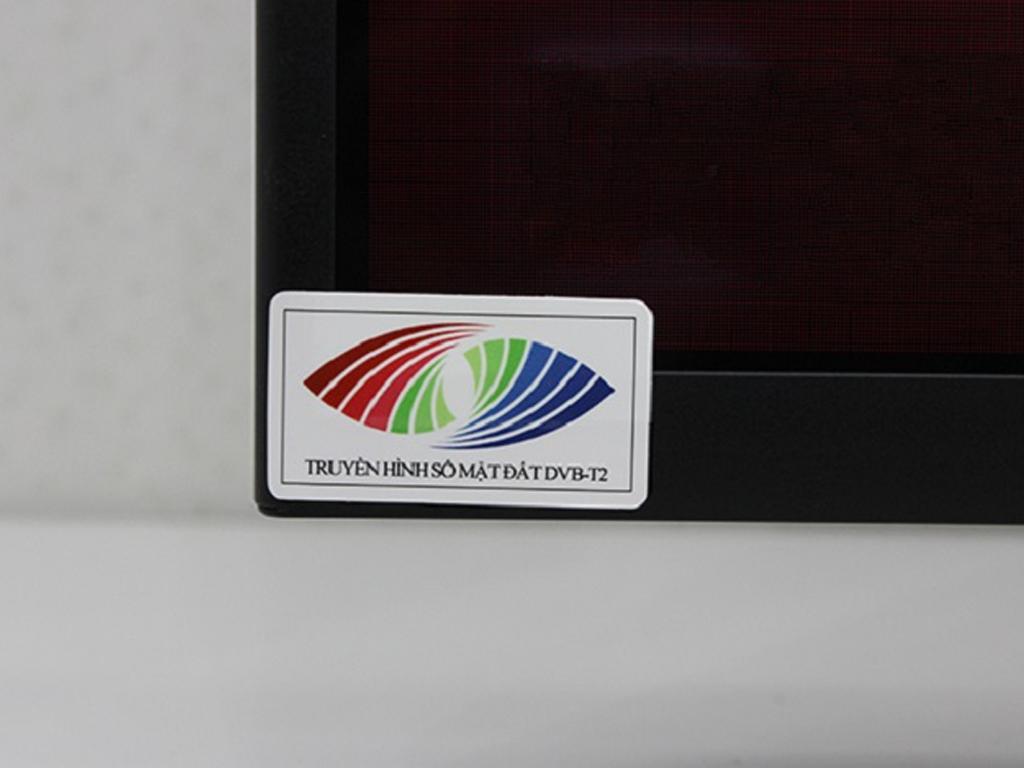 TRUYỀN HÌNH SỐ MẶT ĐẤT DVB-T2